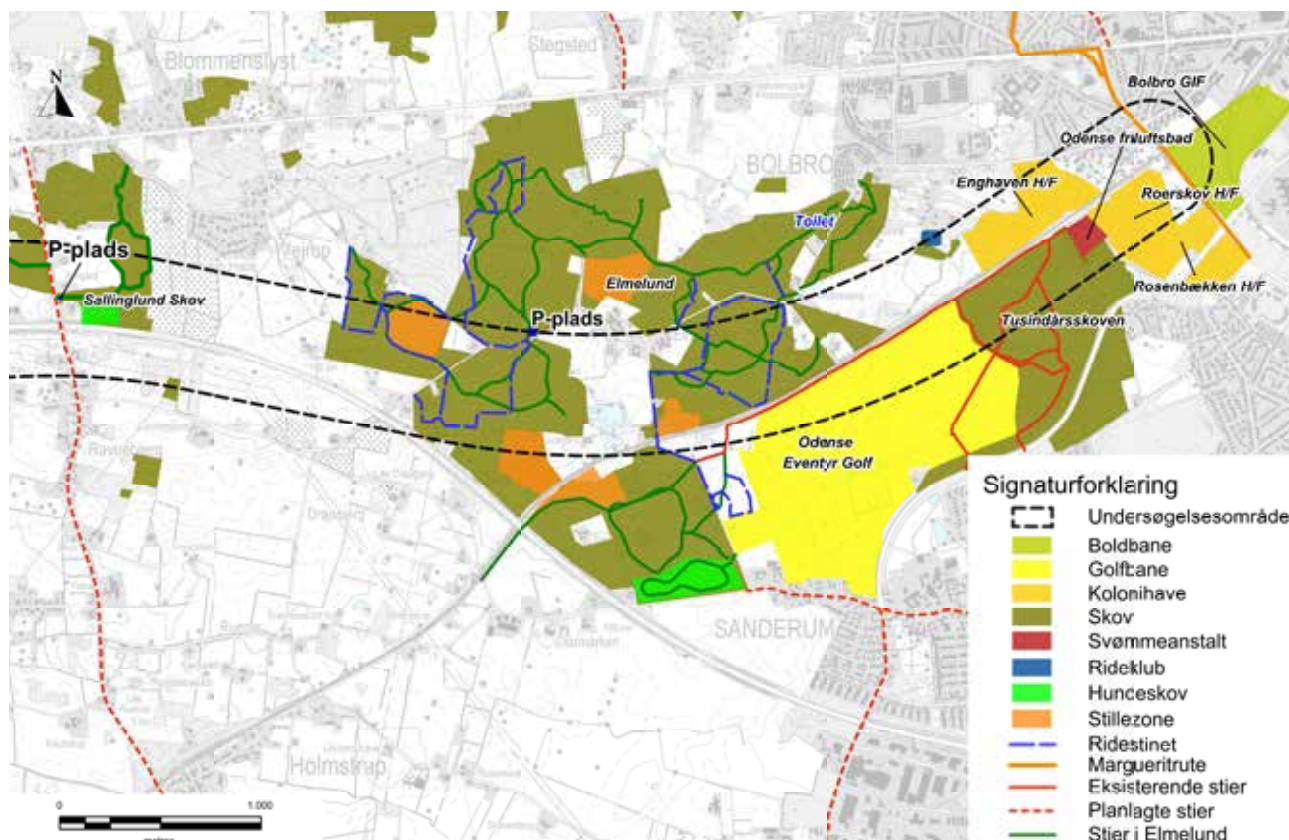 Stegsted
Blommenslyst
N
Bolbro GIF
Odense friluftsbad
BOLBRO
Enghaven H/F
Roerskov H/F
Toilet
Vejrup
P-plads
Elmelund
Sallinglund Skov
Rosenbækken H/F
P-plads
Tusindårsskoven
Odense
Eventyr Golf
Ravnebjerg
Signaturforklaring
Undersøgelsesområde
Boldbane
Golfbane
Kolonihave
Skov
Svømmeanstalt
Rideklub
Hundeskov
Stillezone
Ridestinet
Margueritrute
Eksisterende stier
Planlagte stier
Stier i Elmelund
SANDERUM
Holmstrup
0 1.000